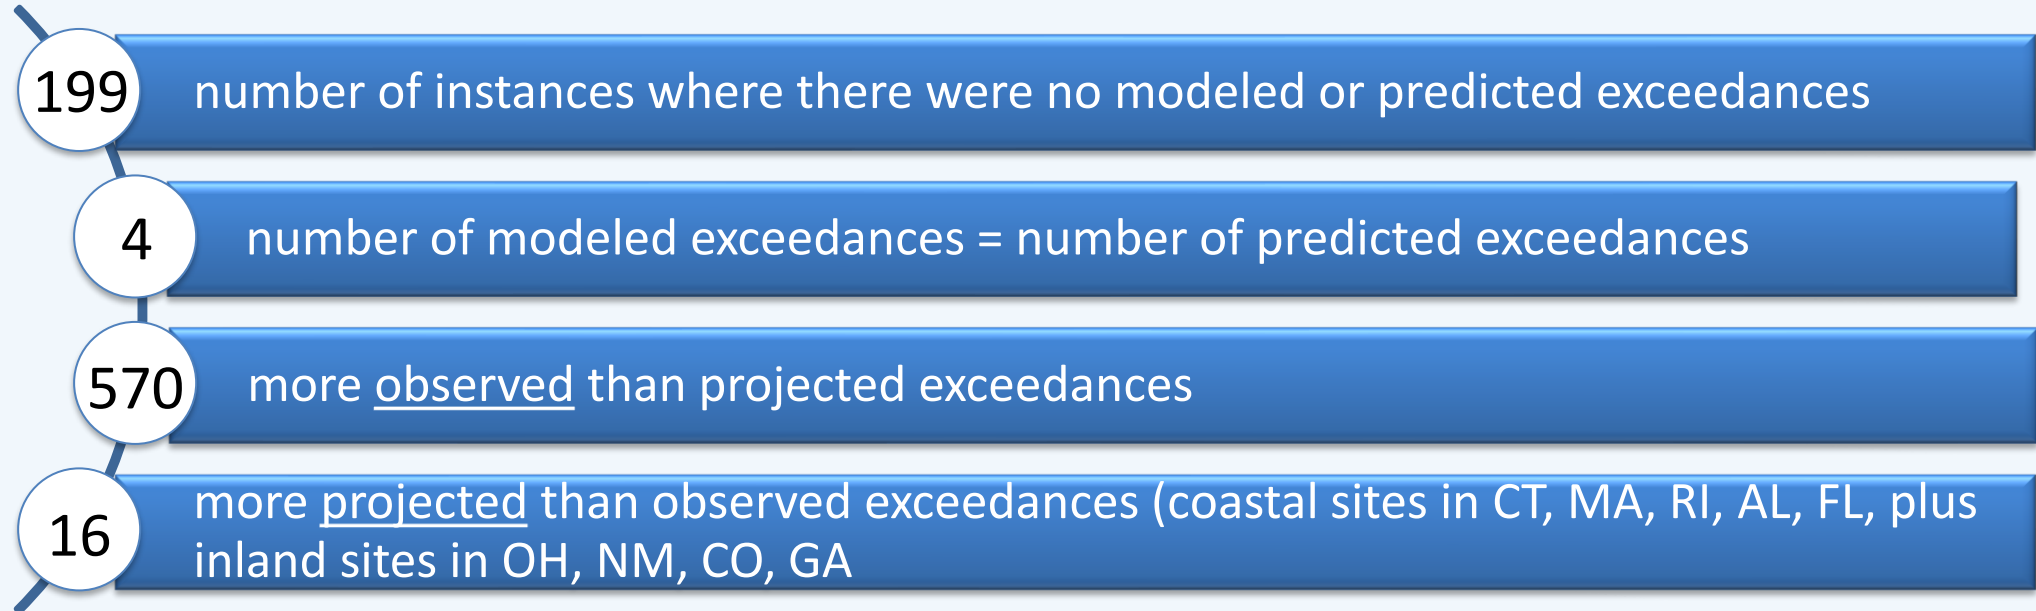 199
number of instances where there were no modeled or predicted exceedances
4
number of modeled exceedances = number of predicted exceedances
570
more observed than projected exceedances
16
more projected than observed exceedances (coastal sites in CT, MA, RI, AL, FL, plus
inland sites in OH, NM, CO, GA